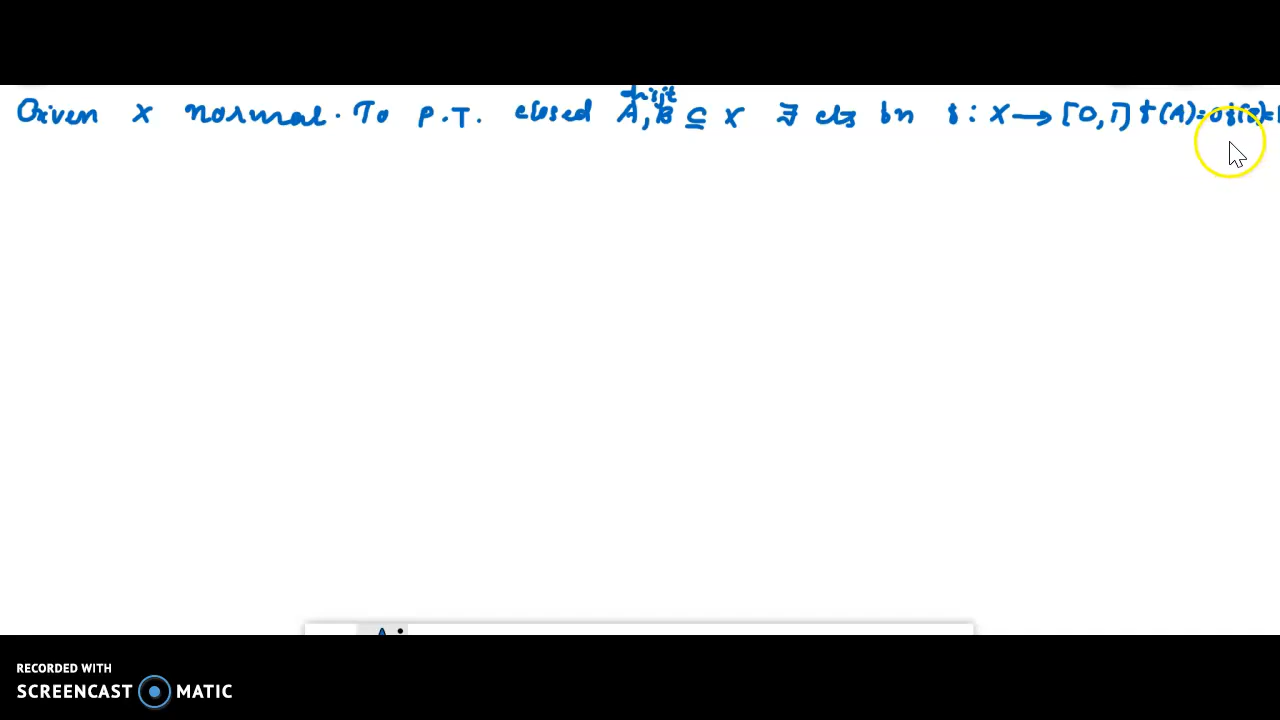 Given X normal. To P.T. closed disjt A, B ⊆ X ∃ cts fn f: X → [0,1] f(A)=0 f(B)=1
RECORDED WITH
SCREENCAST MATIC